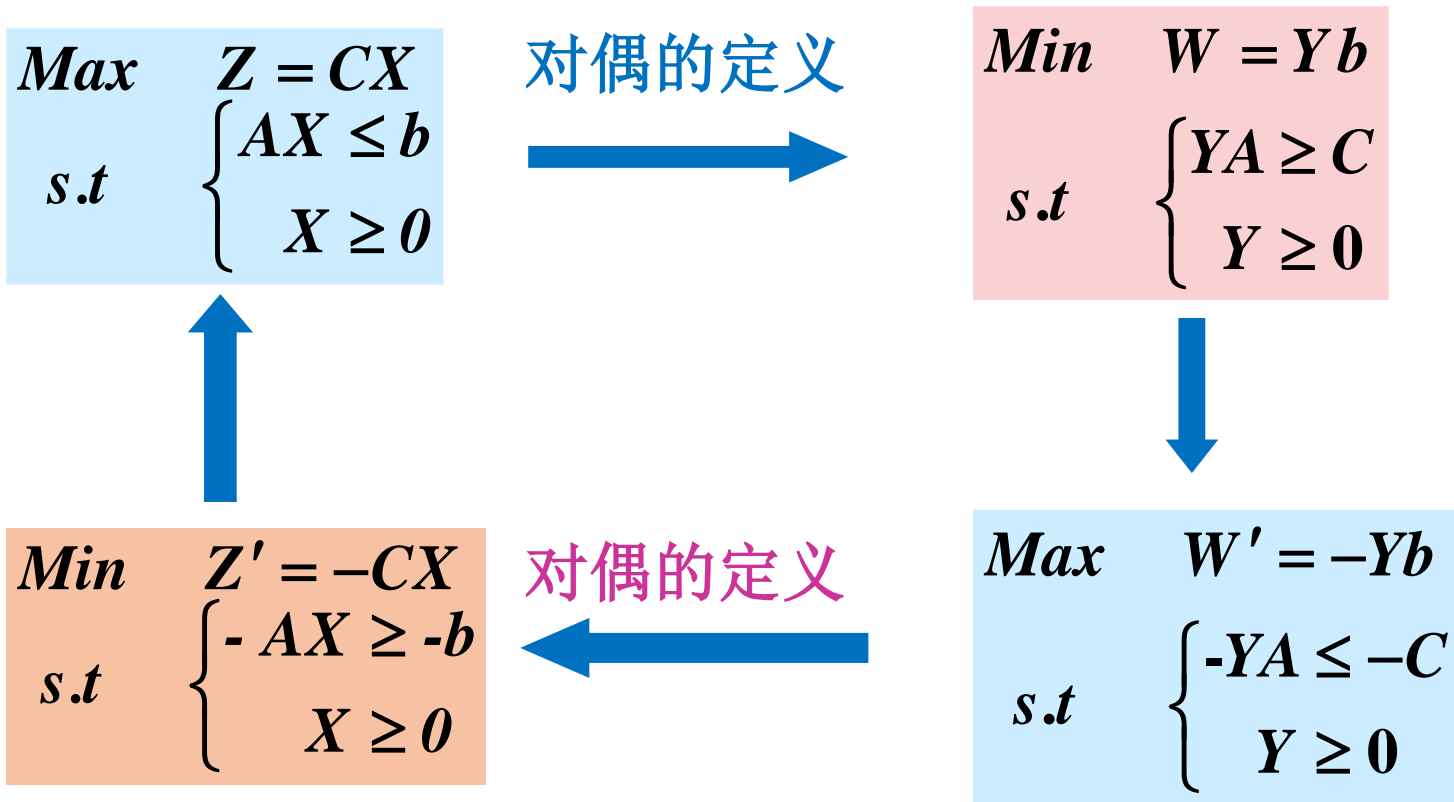 Max Z = CX
s.t { AX ≤ b
X ≥ 0
对偶的定义
Min W = Yb
s.t { YA ≥ C
Y ≥ 0
Min Z′ = −CX
s.t { - AX ≥ -b
X ≥ 0
对偶的定义
Max W′ = −Yb
s.t { -YA ≤ −C
Y ≥ 0